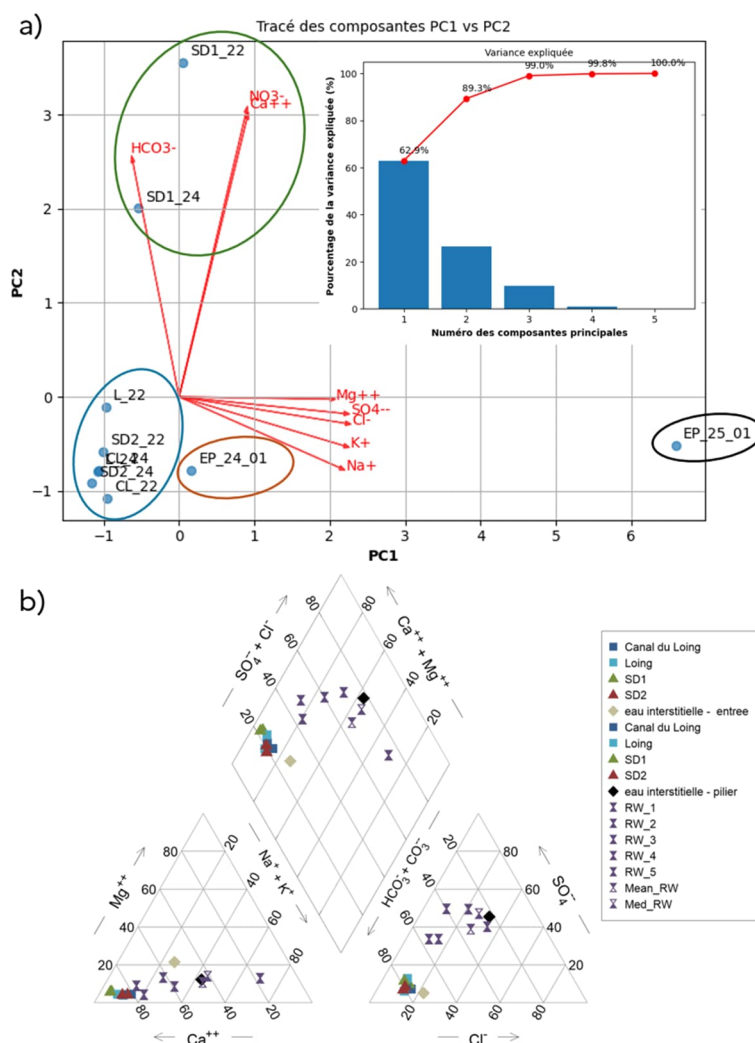 a)
Tracé des composantes PC1 vs PC2
SD1_22
NO3-
Ca++
HCO3-
SD1_24
Mg++
SO4--
Cl-
K+
Na+
L_22
SD2_22
SD2_24
CL_22
EP_24_01
EP_25_01
3
2
1
0
−1
PC2
−1 0 1 2 3 4 5 6
PC1
Variance expliquée
62.9%
89.3%
99.0%
99.8%
100.0%
100
80
60
40
20
0
Pourcentage de la variance expliquée (%)
1 2 3 4 5
Numéro des composantes principales
b)
SO4-- + Cl-
Ca++ + Mg++
80 80
60 60
40 40
20 20
Mg++
Na+ + K+
80 20
60 40
40 60
20 80
80 60 40 20
Ca++
HCO3- + CO3-
SO4--
20 80
40 60
60 40
80 20
20 40 60 80
Cl-
Canal du Loing
Loing
SD1
SD2
eau interstitielle - entree
Canal du Loing
Loing
SD1
SD2
eau interstitielle - pilier
RW_1
RW_2
RW_3
RW_4
RW_5
Mean_RW
Med_RW